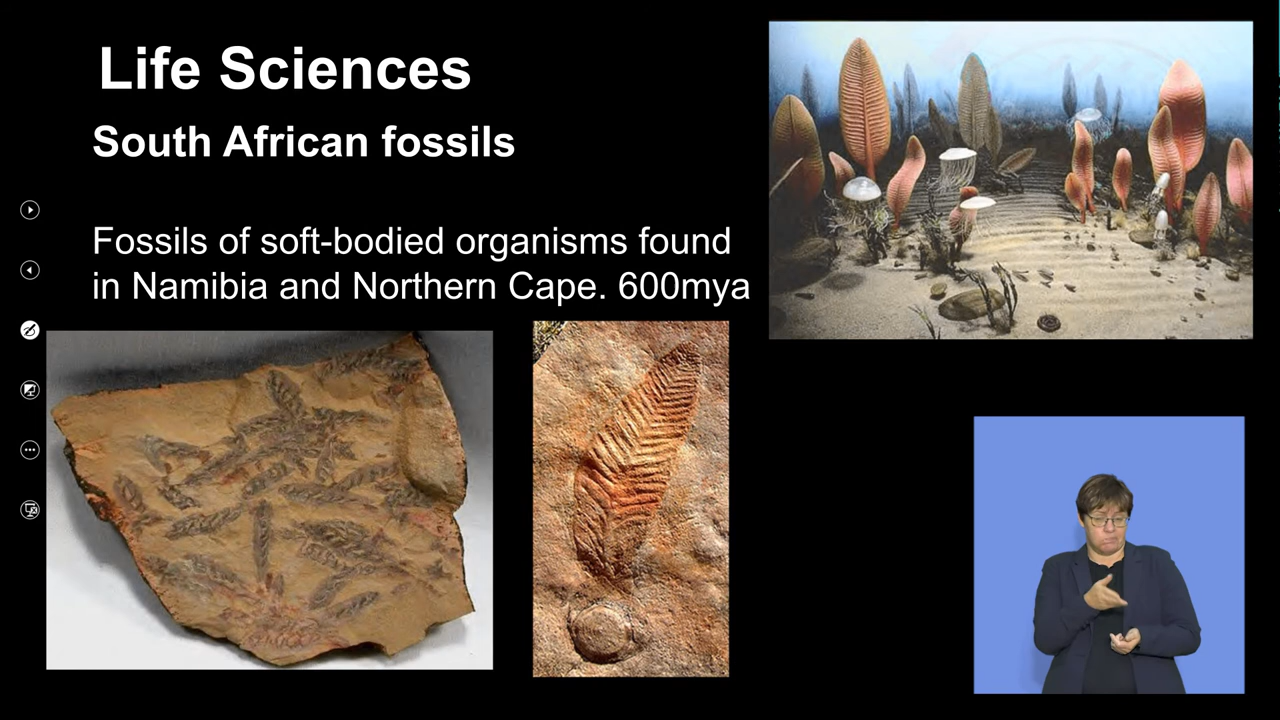 Life Sciences
South African fossils
Fossils of soft-bodied organisms found
in Namibia and Northern Cape. 600mya